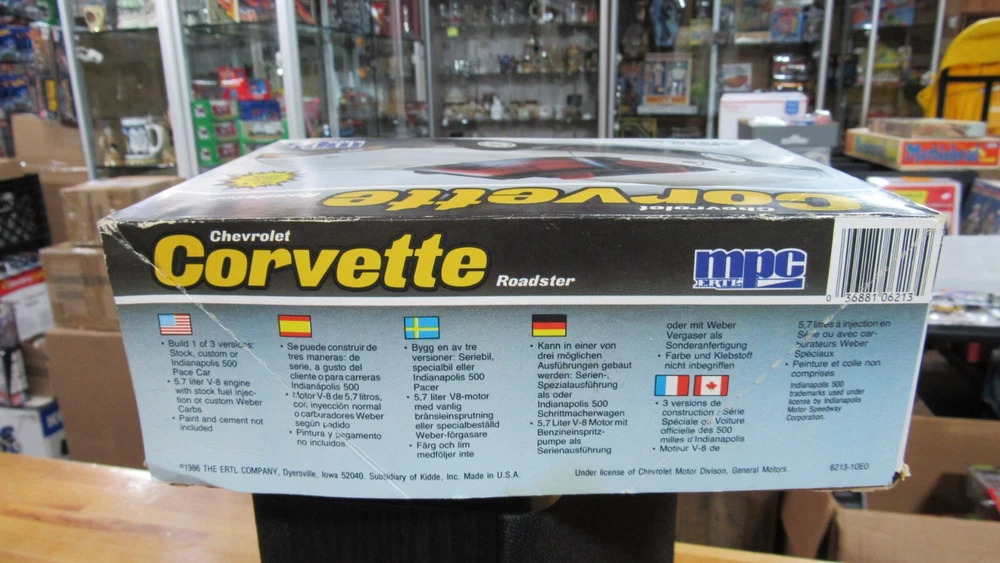 Corvette
Chevrolet
Chevrolet
Corvette
Roadster
mpc
ERTL
0 36881 06213
• Build 1 of 3 versions:
Stock, custom or
Indianapolis 500
Pace Car
• 5.7 liter V-8 engine
with stock fuel injec-
tion or custom Weber
Carbs
• Paint and cement not
included
• Se puede construir de
tres maneras: de
serie, a gusto del
cliente o para carreras
Indianápolis 500
• Motor V-8 de 5,7 litros,
cor. inyección normal
o carburadores Weber
según pedido
• Pintura y pegamento
no incluidos
• Bygg en av tre
versioner: Seriebil,
specialbil eller
Indianapolis 500
Pacer
• 5,7 liter V8-motor
med vanlig
bränsleinsprutning
eller specialbeställd
Weber-förgasare
• Färg och lim
medföljer inte
• Kann in einer von
drei möglichen
Ausführungen gebaut
werden: Serien-,
Spezialausführung
als oder
Indianapolis 500
Schrittmacherwagen
• 5,7 Liter V-8 Motor mit
Benzineinspritz-
pumpe als
Serienausführung
oder mit Weber
Vergaser als
Sonderanfertigung
• Farbe und Klebstoff
nicht inbegriffen
• 3 versions de
construction : Série
Spéciale ou Voiture
officielle des 500
milles d'Indianapolis
• Moteur V-8 de
5,7 litres à injection en
Série ou avec car-
burateurs Weber
Spéciaux
• Peinture et colle non
comprises
Indianapolis 500
trademarks used under
license by Indianapolis
Motor Speedway
Corporation.
©1986 THE ERTL COMPANY, Dyersville, Iowa 52040. Subsidiary of Kidde, Inc. Made in U.S.A.
Under license of Chevrolet Motor Divison, General Motors.
6213-10EO